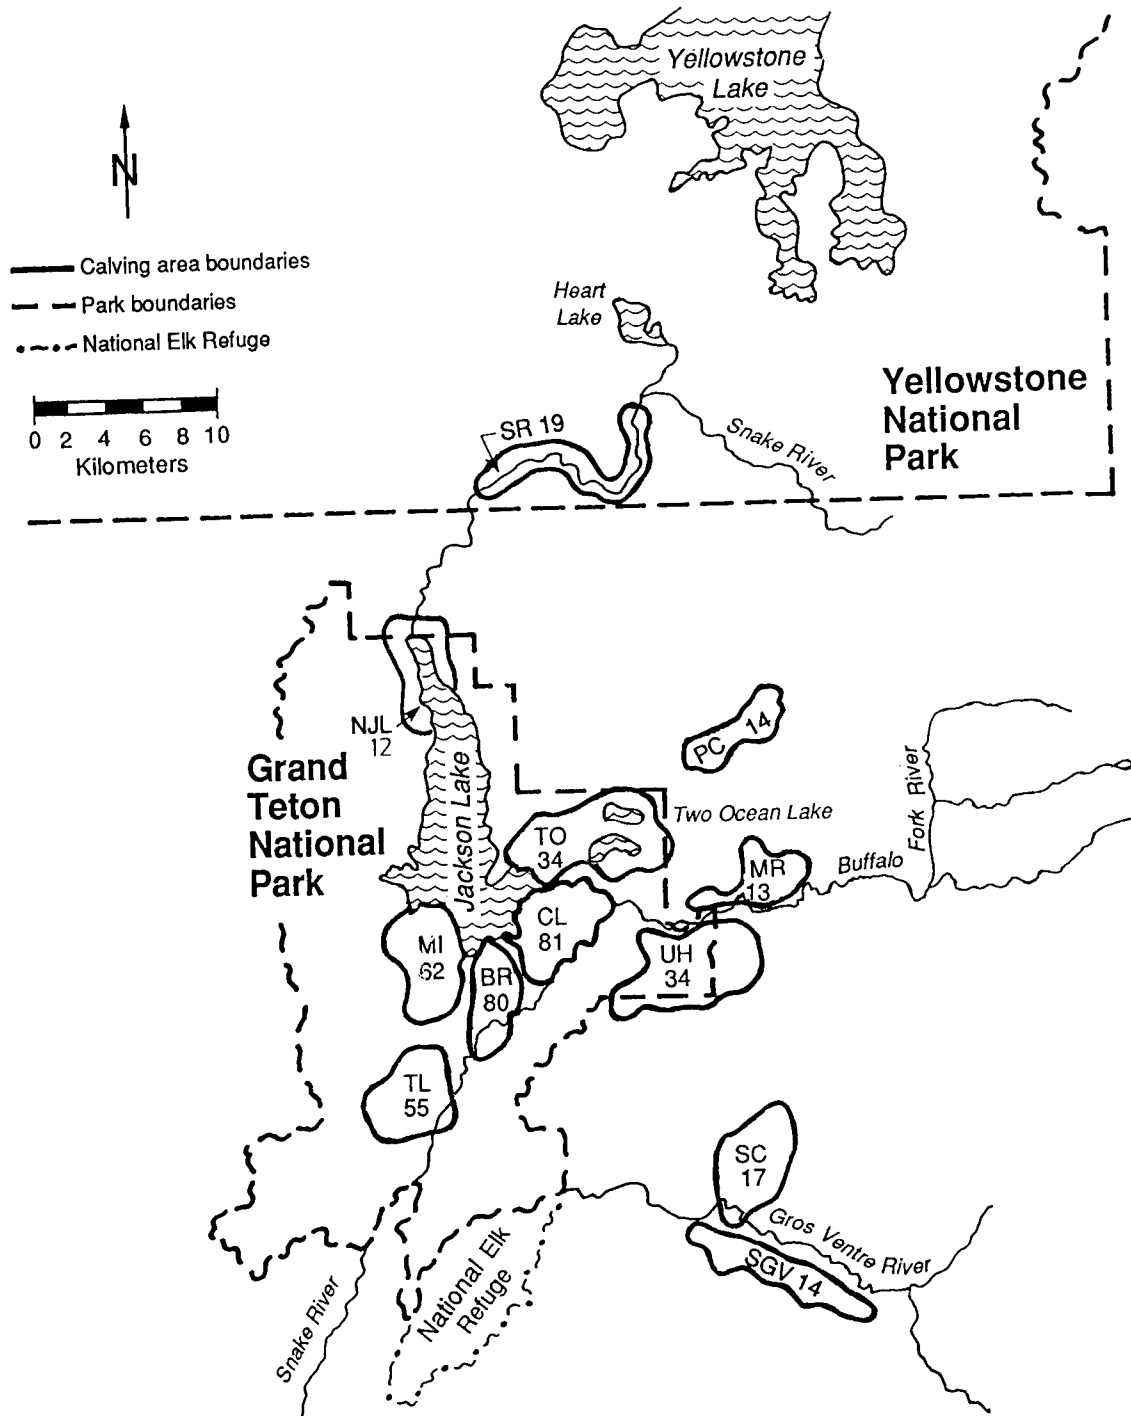 Yellowstone
Lake
N
Calving area boundaries
Park boundaries
National Elk Refuge
0 2 4 6 8 10
Kilometers
Heart
Lake
Yellowstone
National
Park
SR 19
Snake River
NJL
12
Grand
Teton
National
Park
Jackson Lake
PC 14
Two Ocean Lake
TO
34
Fork River
Buffalo
MR
13
CL
81
MI
62
BR
80
UH
34
TL
55
SC
17
Gros Ventre River
SGV 14
National Elk
Refuge
Snake River